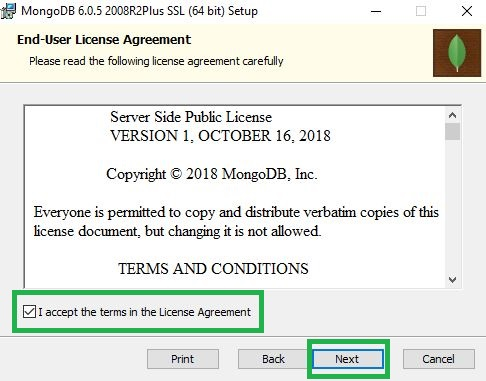 MongoDB 6.0.5 2008R2Plus SSL (64 bit) Setup
End-User License Agreement
Please read the following license agreement carefully
Server Side Public License
VERSION 1, OCTOBER 16, 2018
Copyright © 2018 MongoDB, Inc.
Everyone is permitted to copy and distribute verbatim copies of this
license document, but changing it is not allowed.
TERMS AND CONDITIONS
I accept the terms in the License Agreement
Print
Back
Next
Cancel